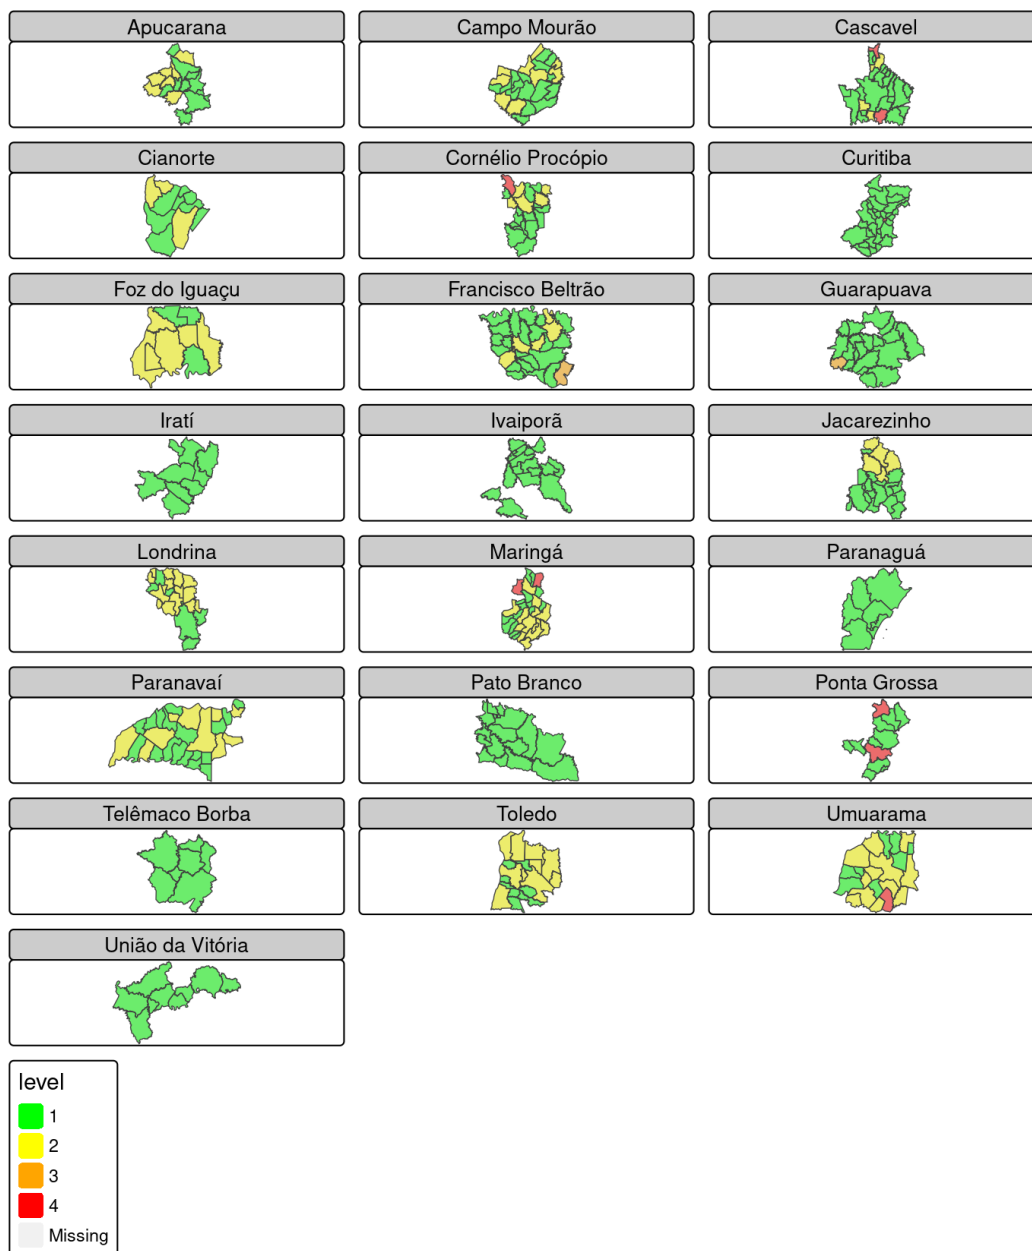 Apucarana
Campo Mourão
Cascavel
Cianorte
Cornélio Procópio
Curitiba
Foz do Iguaçu
Francisco Beltrão
Guarapuava
Iratí
Ivaiporã
Jacarezinho
Londrina
Maringá
Paranaguá
Paranavaí
Pato Branco
Ponta Grossa
Telêmaco Borba
Toledo
Umuarama
União da Vitória
level
1
2
3
4
Missing